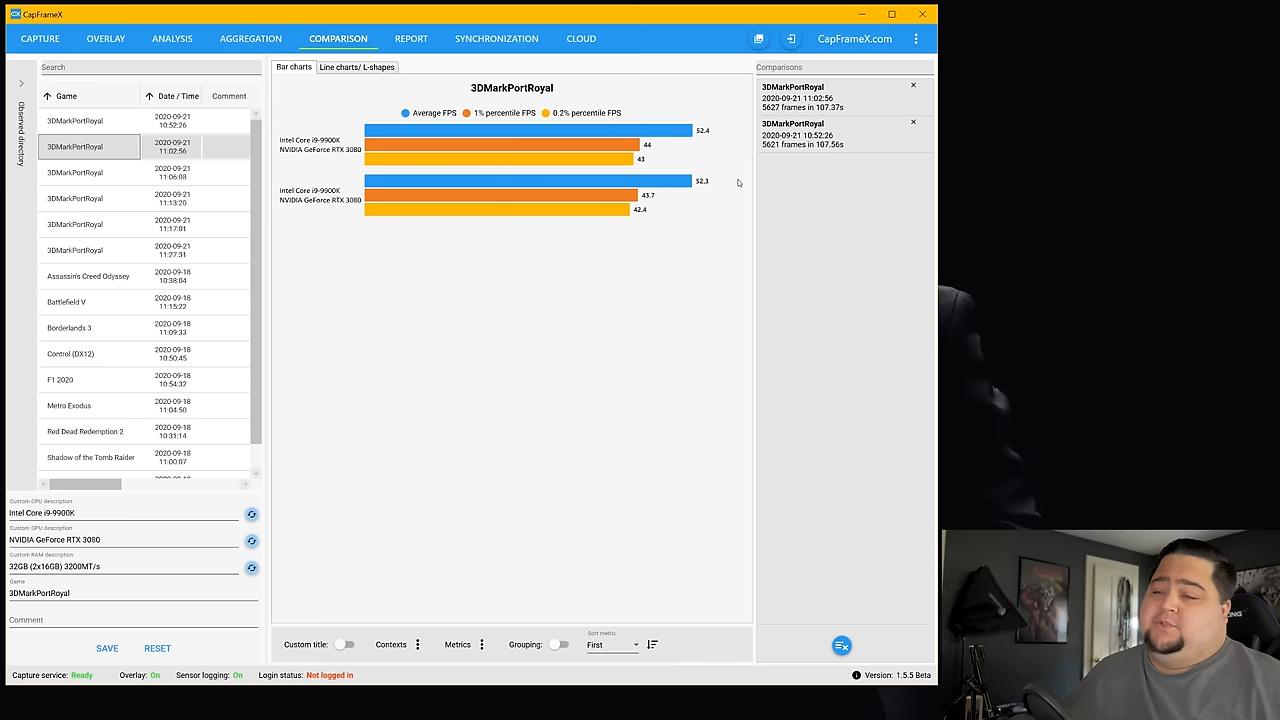 CapFrameX
CAPTURE
OVERLAY
ANALYSIS
AGGREGATION
COMPARISON
REPORT
SYNCHRONIZATION
CLOUD
CapFrameX.com
Observed directory
Search
Game
Date / Time
Comment
3DMarkPortRoyal
2020-09-21
10:52:26
3DMarkPortRoyal
2020-09-21
11:02:56
3DMarkPortRoyal
2020-09-21
11:06:08
3DMarkPortRoyal
2020-09-21
11:13:20
3DMarkPortRoyal
2020-09-21
11:17:01
3DMarkPortRoyal
2020-09-21
11:27:31
Assassin's Creed Odyssey
2020-09-18
10:38:04
Battlefield V
2020-09-18
11:15:22
Borderlands 3
2020-09-18
11:09:33
Control (DX12)
2020-09-18
10:50:45
F1 2020
2020-09-18
10:54:32
Metro Exodus
2020-09-18
11:04:50
Red Dead Redemption 2
2020-09-18
10:31:14
Shadow of the Tomb Raider
2020-09-18
11:00:07
Custom CPU description
Intel Core i9-9900K
Custom GPU description
NVIDIA GeForce RTX 3080
Custom RAM description
32GB (2x16GB) 3200MT/s
Game
3DMarkPortRoyal
Comment
SAVE
RESET
Bar charts
Line charts/ L-shapes
3DMarkPortRoyal
Average FPS
1% percentile FPS
0.2% percentile FPS
Intel Core i9-9900K
NVIDIA GeForce RTX 3080
52.4
44
43
Intel Core i9-9900K
NVIDIA GeForce RTX 3080
52.3
43.7
42.4
Custom title:
Contexts
Metrics
Grouping:
Sort metric
First
Comparisons
3DMarkPortRoyal
2020-09-21 11:02:56
5627 frames in 107.37s
3DMarkPortRoyal
2020-09-21 10:52:26
5621 frames in 107.56s
Capture service: Ready
Overlay: On
Sensor logging: On
Login status: Not logged in
Version: 1.5.5 Beta